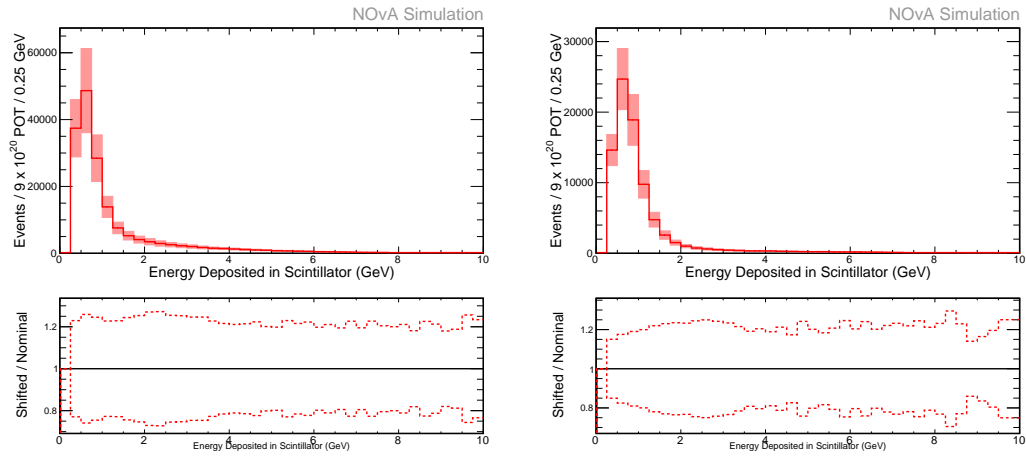 NOvA Simulation
Events / 9 x 10²⁰ POT / 0.25 GeV
60000
40000
20000
0
0 2 4 6 8 10
Energy Deposited in Scintillator (GeV)
Shifted / Nominal
1.2
1
0.8
0 2 4 6 8 10
Energy Deposited in Scintillator (GeV)
NOvA Simulation
Events / 9 x 10²⁰ POT / 0.25 GeV
30000
20000
10000
0
0 2 4 6 8 10
Energy Deposited in Scintillator (GeV)
Shifted / Nominal
1.2
1
0.8
0 2 4 6 8 10
Energy Deposited in Scintillator (GeV)